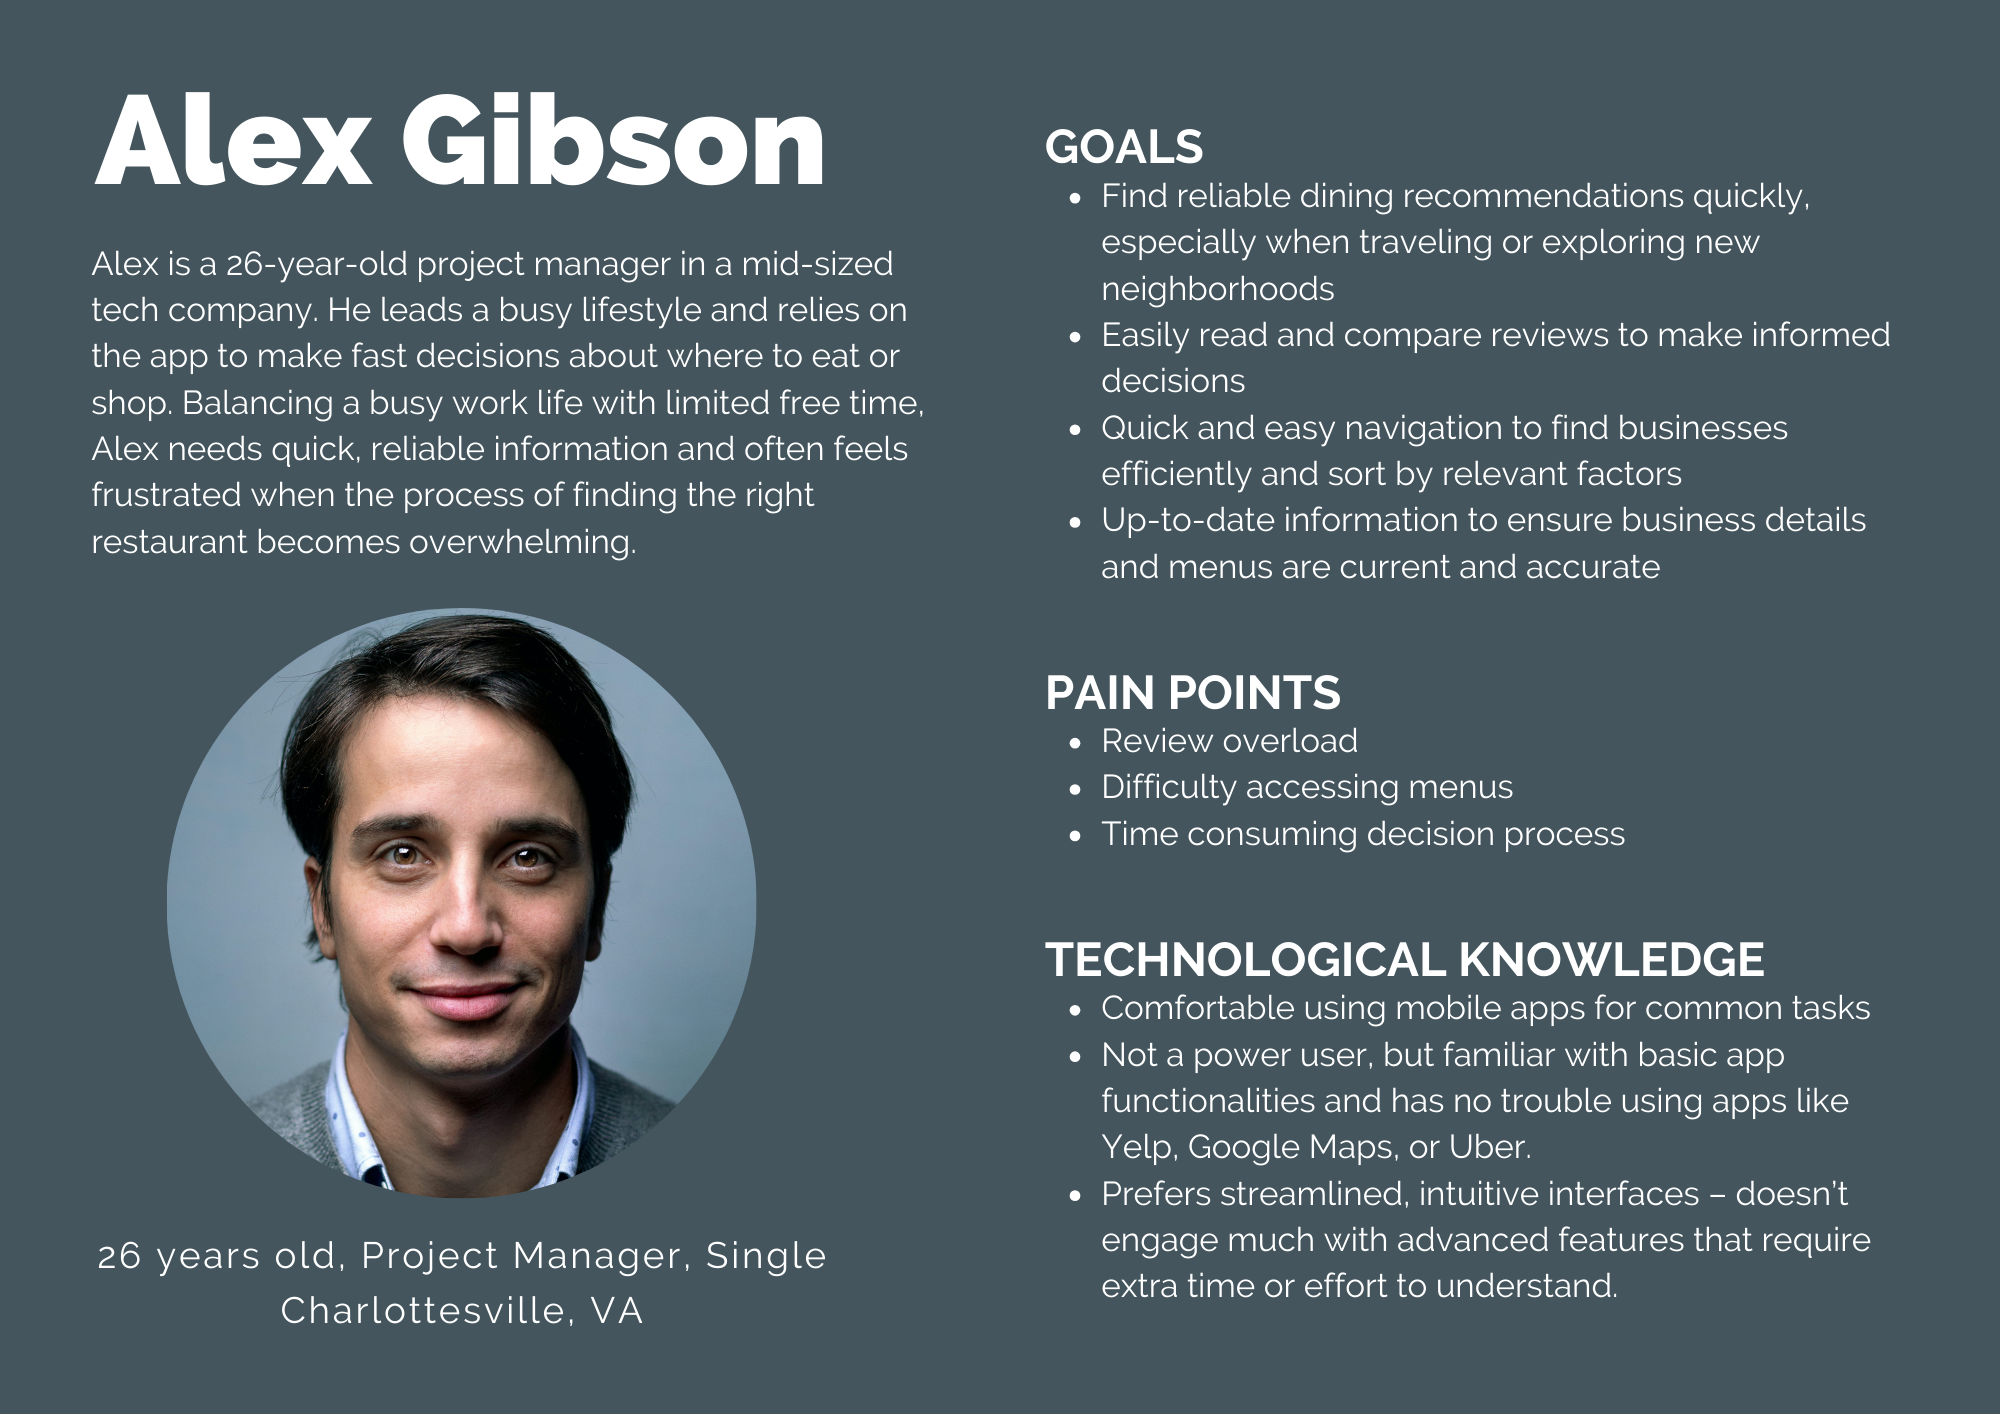 Alex Gibson
Alex is a 26-year-old project manager in a mid-sized
tech company. He leads a busy lifestyle and relies on
the app to make fast decisions about where to eat or
shop. Balancing a busy work life with limited free time,
Alex needs quick, reliable information and often feels
frustrated when the process of finding the right
restaurant becomes overwhelming.
26 years old, Project Manager, Single
Charlottesville, VA
GOALS
• Find reliable dining recommendations quickly,
especially when traveling or exploring new
neighborhoods
• Easily read and compare reviews to make informed
decisions
• Quick and easy navigation to find businesses
efficiently and sort by relevant factors
• Up-to-date information to ensure business details
and menus are current and accurate
PAIN POINTS
• Review overload
• Difficulty accessing menus
• Time consuming decision process
TECHNOLOGICAL KNOWLEDGE
• Comfortable using mobile apps for common tasks
• Not a power user, but familiar with basic app
functionalities and has no trouble using apps like
Yelp, Google Maps, or Uber.
• Prefers streamlined, intuitive interfaces – doesn't
engage much with advanced features that require
extra time or effort to understand.